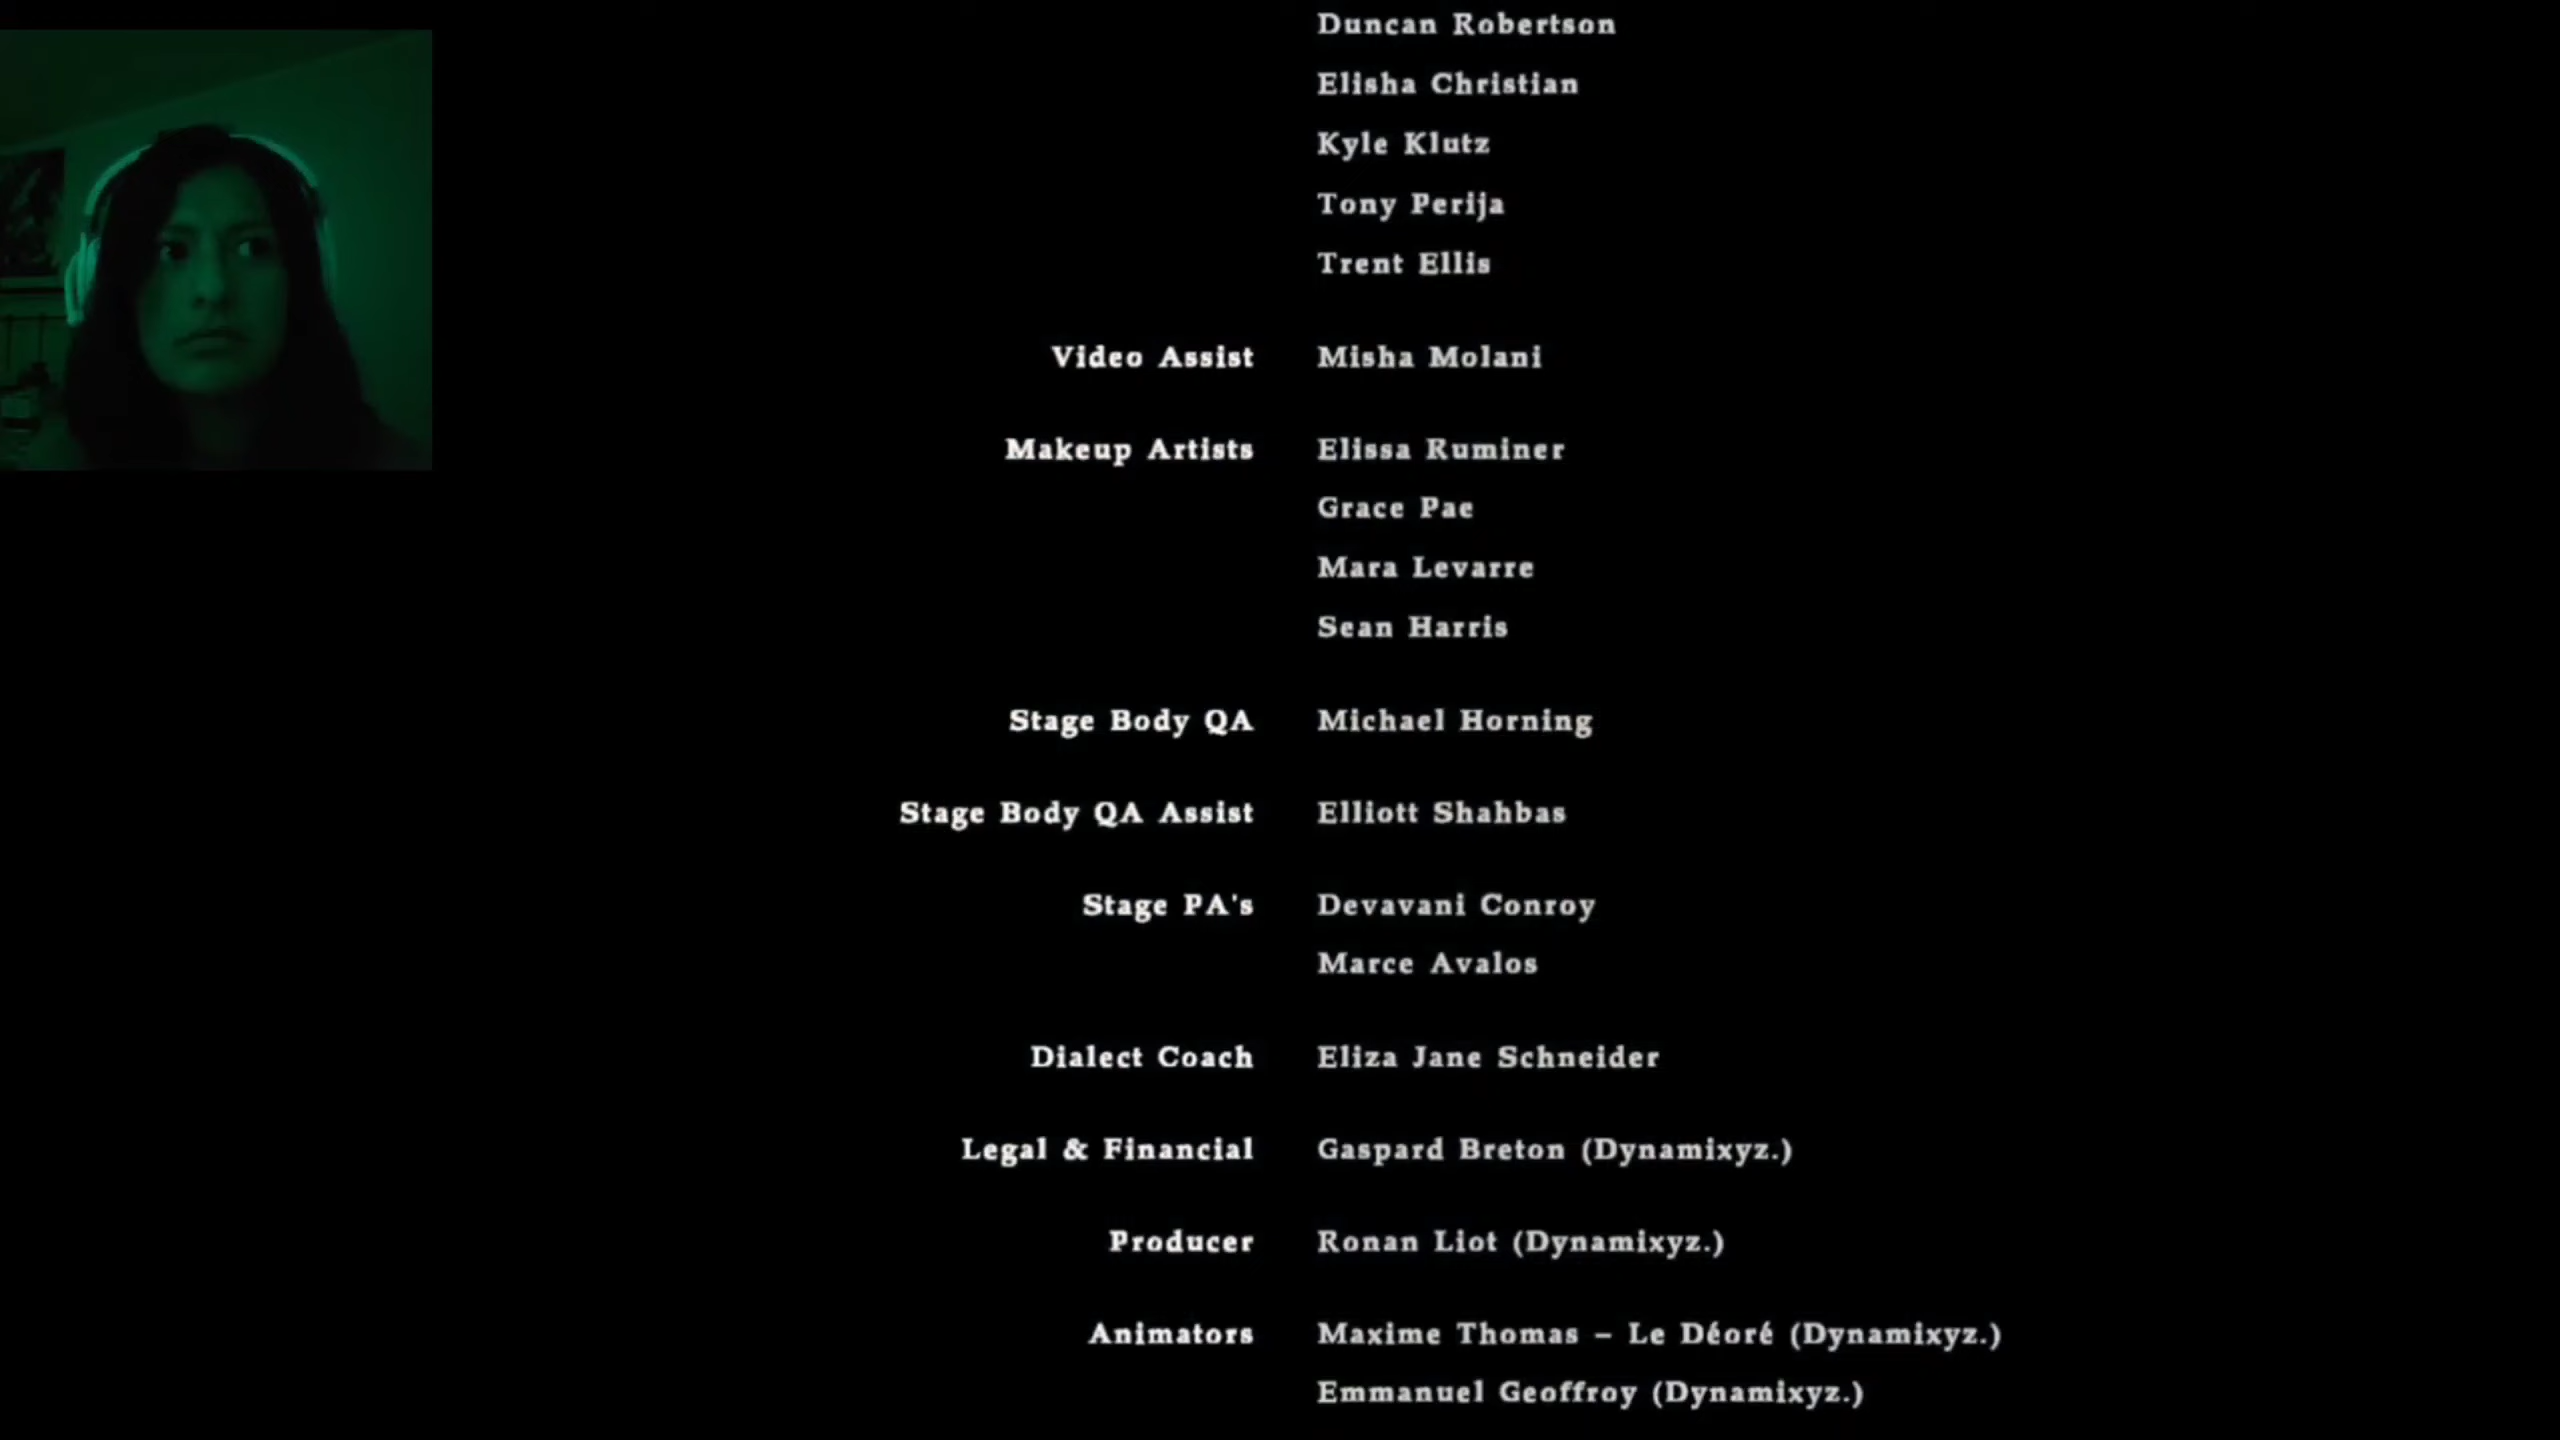 Duncan Robertson
Elisha Christian
Kyle Klutz
Tony Perija
Trent Ellis
Video Assist Misha Molani
Makeup Artists Elissa Ruminer
Grace Pae
Mara Levarre
Sean Harris
Stage Body QA Michael Horning
Stage Body QA Assist Elliott Shahbas
Stage PA's Devavani Conroy
Marce Avalos
Dialect Coach Eliza Jane Schneider
Legal & Financial Gaspard Breton (Dynamixyz.)
Producer Ronan Liot (Dynamixyz.)
Animators Maxime Thomas – Le Déoré (Dynamixyz.)
Emmanuel Geoffroy (Dynamixyz.)